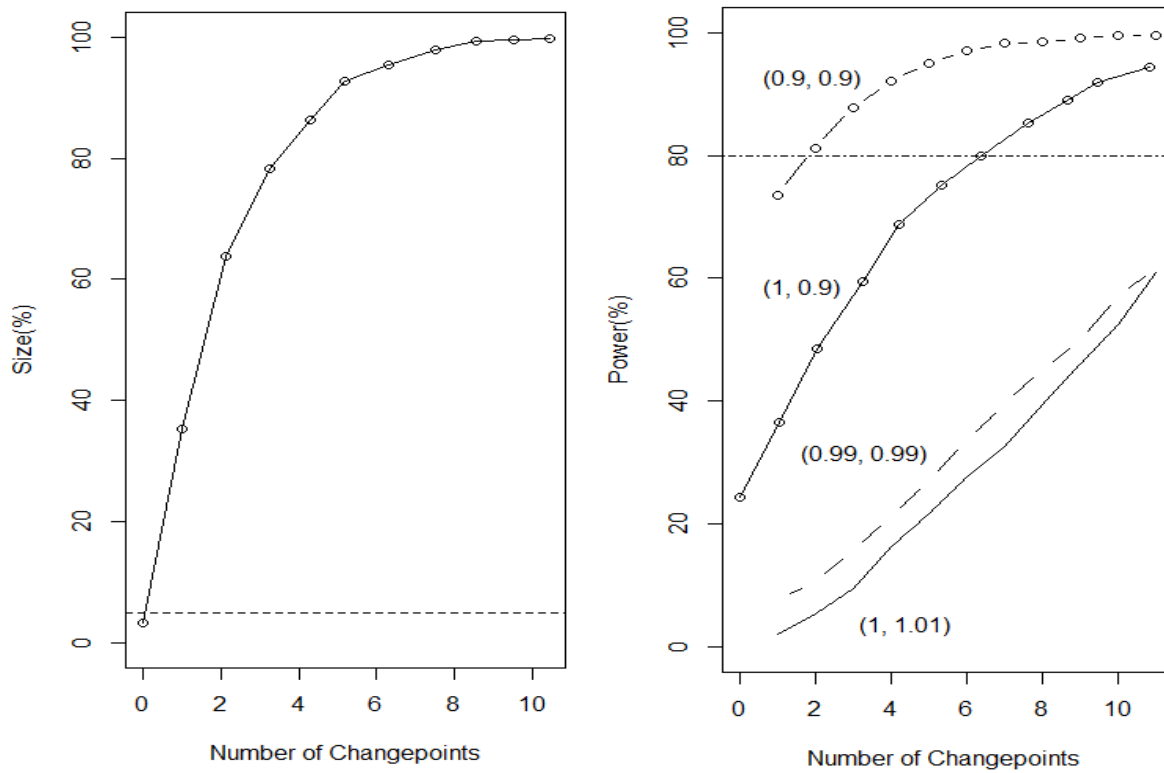 100
80
60
40
20
0
Size(%)
0 2 4 6 8 10
Number of Changepoints
100
80
60
40
20
0
Power(%)
(0.9, 0.9)
(1, 0.9)
(0.99, 0.99)
(1, 1.01)
0 2 4 6 8 10
Number of Changepoints